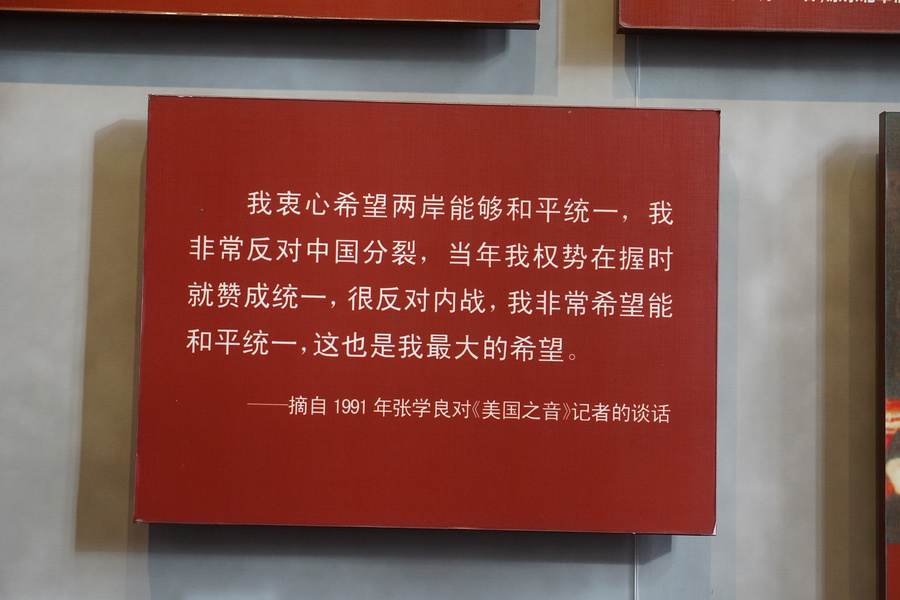 我衷心希望两岸能够和平统一，我
非常反对中国分裂，当年我权势在握时
就赞成统一，很反对内战，我非常希望能
和平统一，这也是我最大的希望。
——摘自 1991 年张学良对《美国之音》记者的谈话